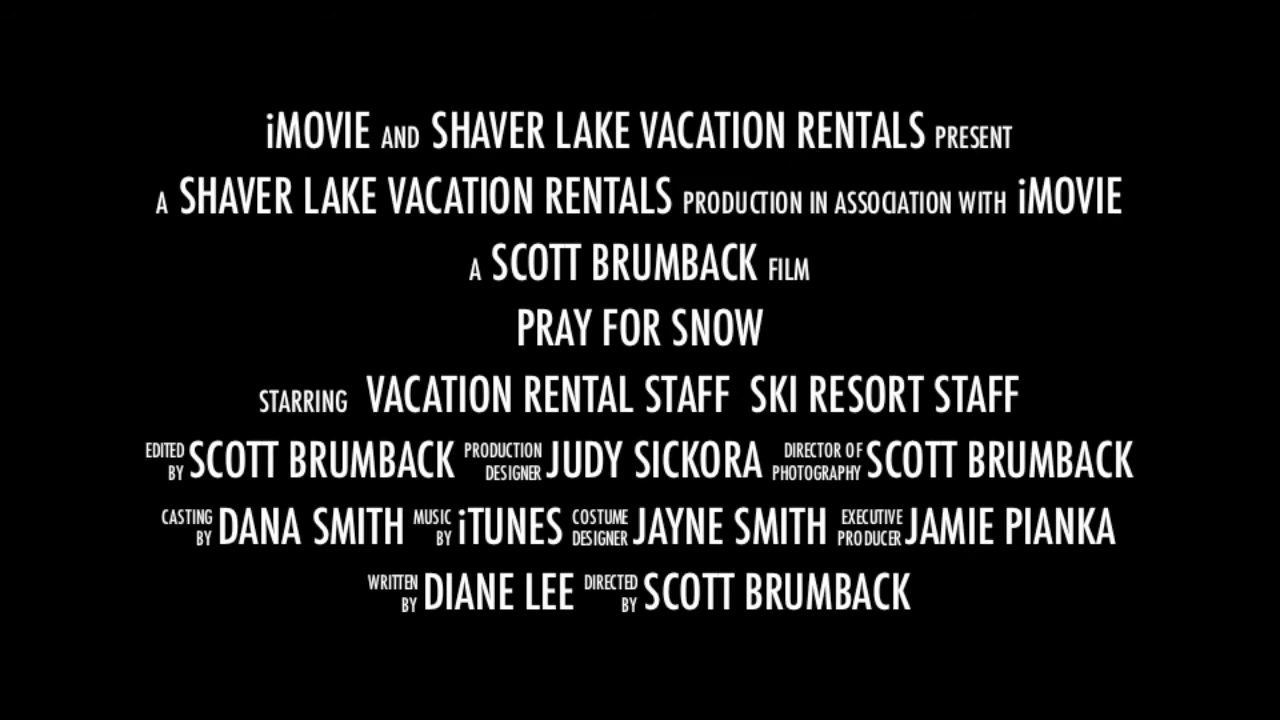 iMOVIE AND SHAVER LAKE VACATION RENTALS PRESENT
A SHAVER LAKE VACATION RENTALS PRODUCTION IN ASSOCIATION WITH iMOVIE
A SCOTT BRUMBACK FILM
PRAY FOR SNOW
STARRING VACATION RENTAL STAFF SKI RESORT STAFF
EDITED BY SCOTT BRUMBACK PRODUCTION DESIGNER JUDY SICKORA DIRECTOR OF PHOTOGRAPHY SCOTT BRUMBACK
CASTING BY DANA SMITH MUSIC BY iTUNES COSTUME DESIGNER JAYNE SMITH EXECUTIVE PRODUCER JAMIE PIANKA
WRITTEN BY DIANE LEE DIRECTED BY SCOTT BRUMBACK